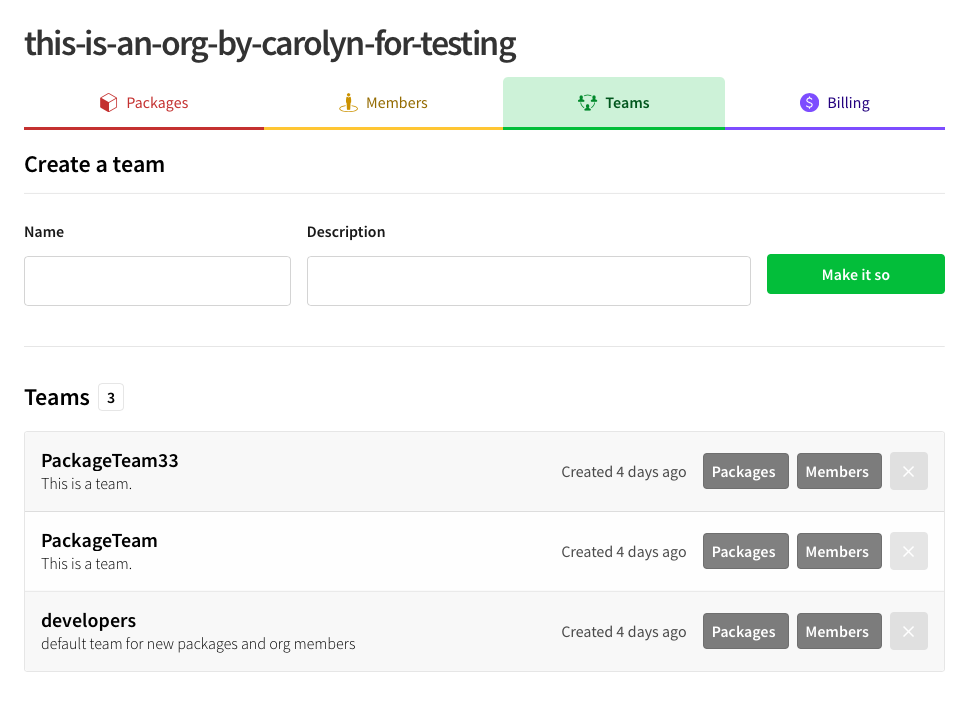 this-is-an-org-by-carolyn-for-testing
Packages Members Teams $ Billing
Create a team
Name Description
Make it so
Teams 3
PackageTeam33
This is a team.
Created 4 days ago Packages Members ×
PackageTeam
This is a team.
Created 4 days ago Packages Members ×
developers
default team for new packages and org members
Created 4 days ago Packages Members ×